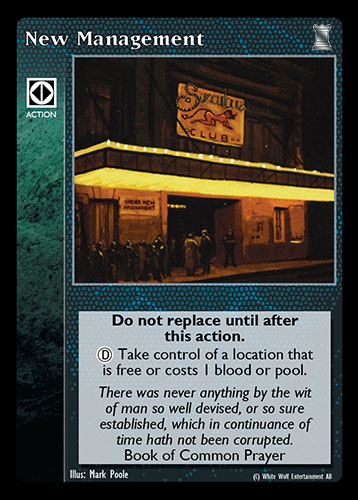 New Management
ACTION
Succubus
CLUB
UNDER NEW
MANAGEMENT
Do not replace until after
this action.
Ⓓ Take control of a location that
is free or costs 1 blood or pool.
There was never anything by the wit
of man so well devised, or so sure
established, which in continuance of
time hath not been corrupted.
Book of Common Prayer
Illus: Mark Poole
(C) White Wolf Entertainment AB